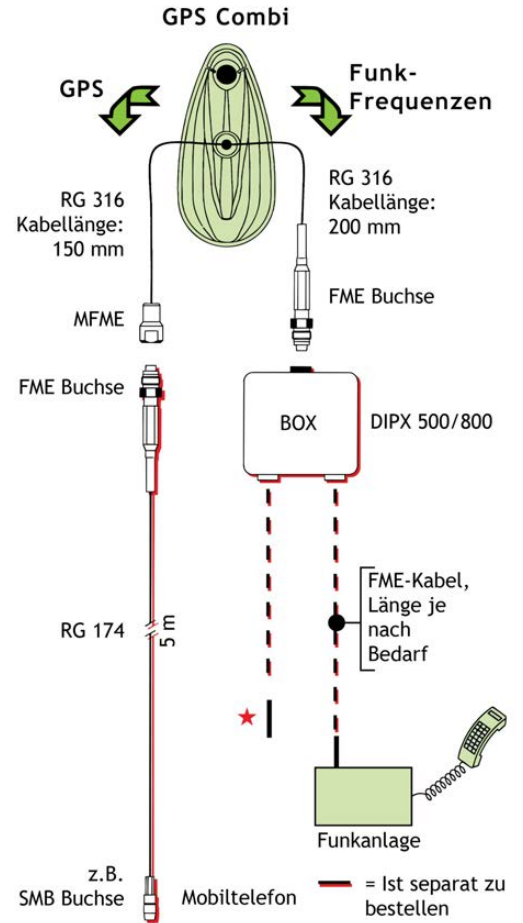 GPS Combi
GPS
Funk-
Frequenzen
RG 316
Kabellänge:
150 mm
RG 316
Kabellänge:
200 mm
FME Buchse
MFME
FME Buchse
BOX
DIPX 500/800
FME-Kabel,
Länge je
nach
Bedarf
RG 174
5 m
Funkanlage
z.B.
SMB Buchse
Mobiltelefon
= Ist separat zu
bestellen